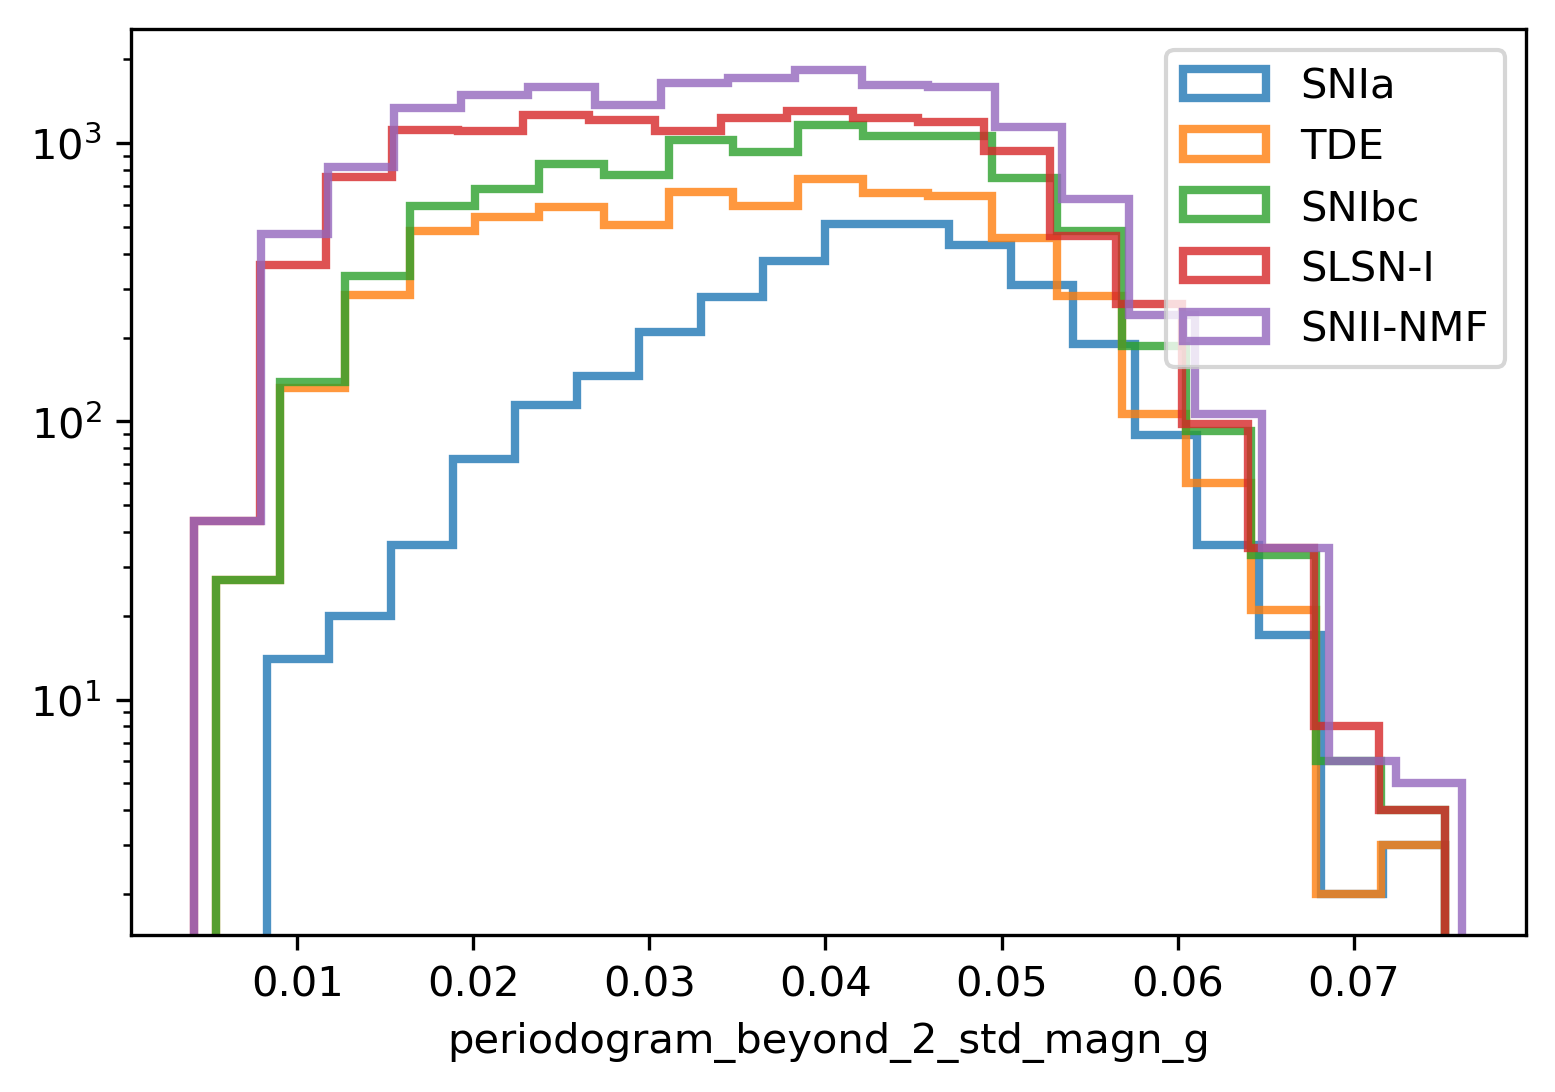 10³
10²
10¹
SNIa
TDE
SNIbc
SLSN-I
SNII-NMF
0.01 0.02 0.03 0.04 0.05 0.06 0.07
periodogram_beyond_2_std_magn_g